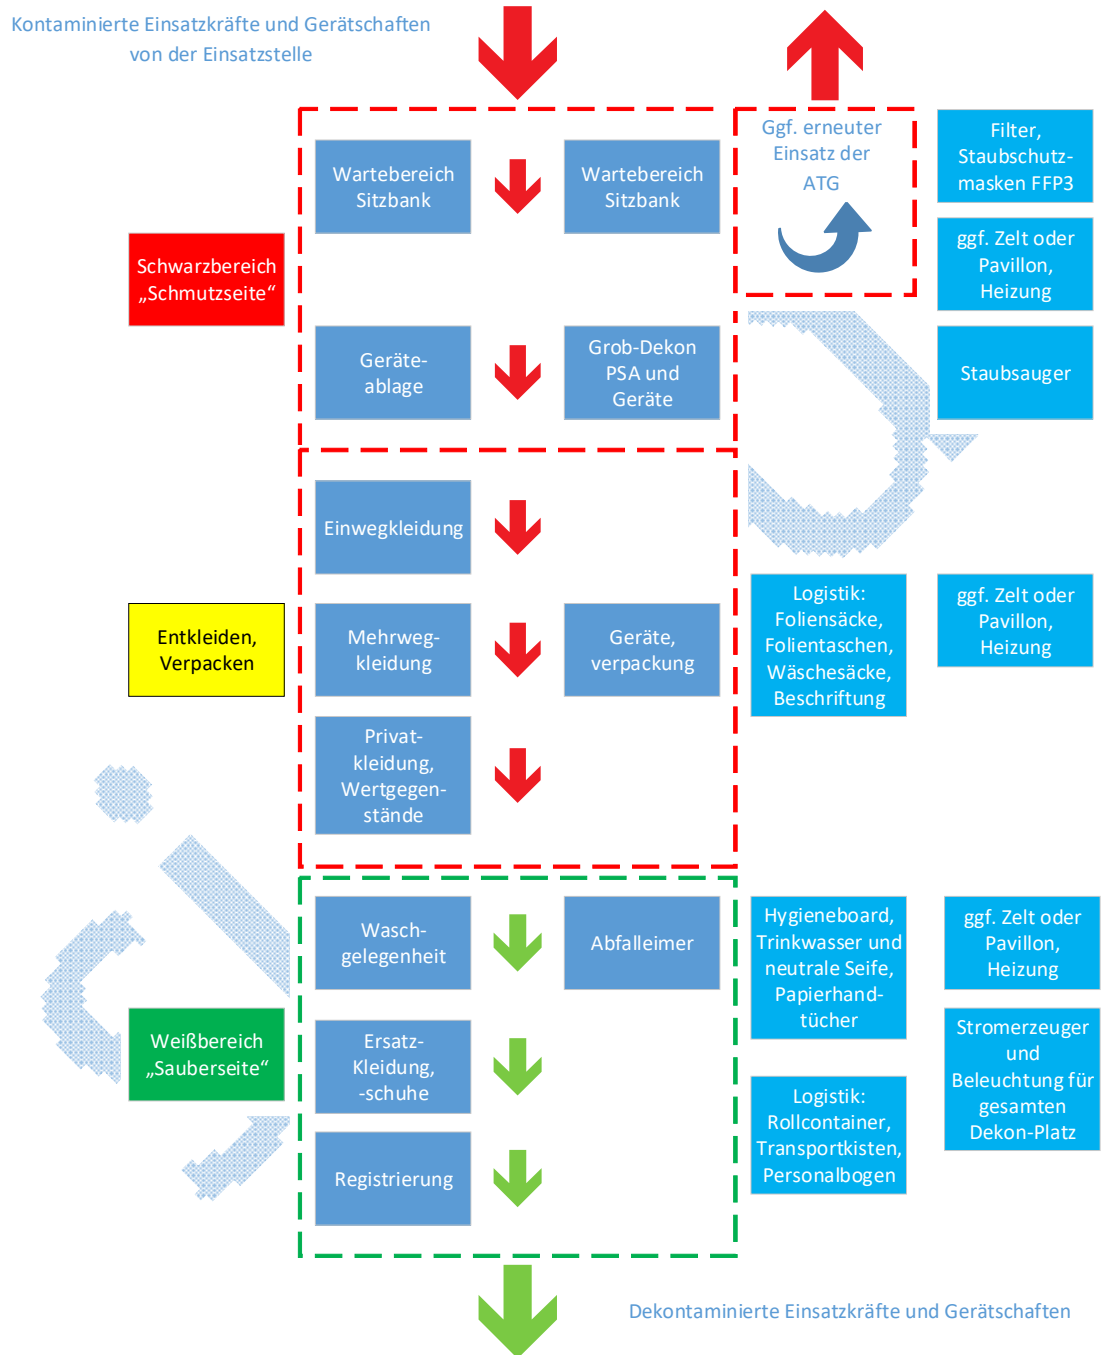 Kontaminierte Einsatzkräfte und Gerätschaften
von der Einsatzstelle
Wartebereich
Sitzbank
Wartebereich
Sitzbank
Ggf. erneuter
Einsatz der
ATG
Filter,
Staubschutz-
masken FFP3
Schwarzbereich
„Schmutzseite“
ggf. Zelt oder
Pavillon,
Heizung
Geräte-
ablage
Grob-Dekon
PSA und
Geräte
Staubsauger
Einwegkleidung
Entkleiden,
Verpacken
Mehrweg-
kleidung
Geräte,
verpackung
Logistik:
Foliensäcke,
Folientaschen,
Wäschesäcke,
Beschriftung
ggf. Zelt oder
Pavillon,
Heizung
Privat-
kleidung,
Wertgegen-
stände
Wasch-
gelegenheit
Abfalleimer
Hygieneboard,
Trinkwasser und
neutrale Seife,
Papierhand-
tücher
ggf. Zelt oder
Pavillon,
Heizung
Weißbereich
„Sauberseite“
Ersatz-
Kleidung,
-schuhe
Stromerzeuger
und
Beleuchtung für
gesamten
Dekon-Platz
Logistik:
Rollcontainer,
Transportkisten,
Personalbogen
Registrierung
Dekontaminierte Einsatzkräfte und Gerätschaften